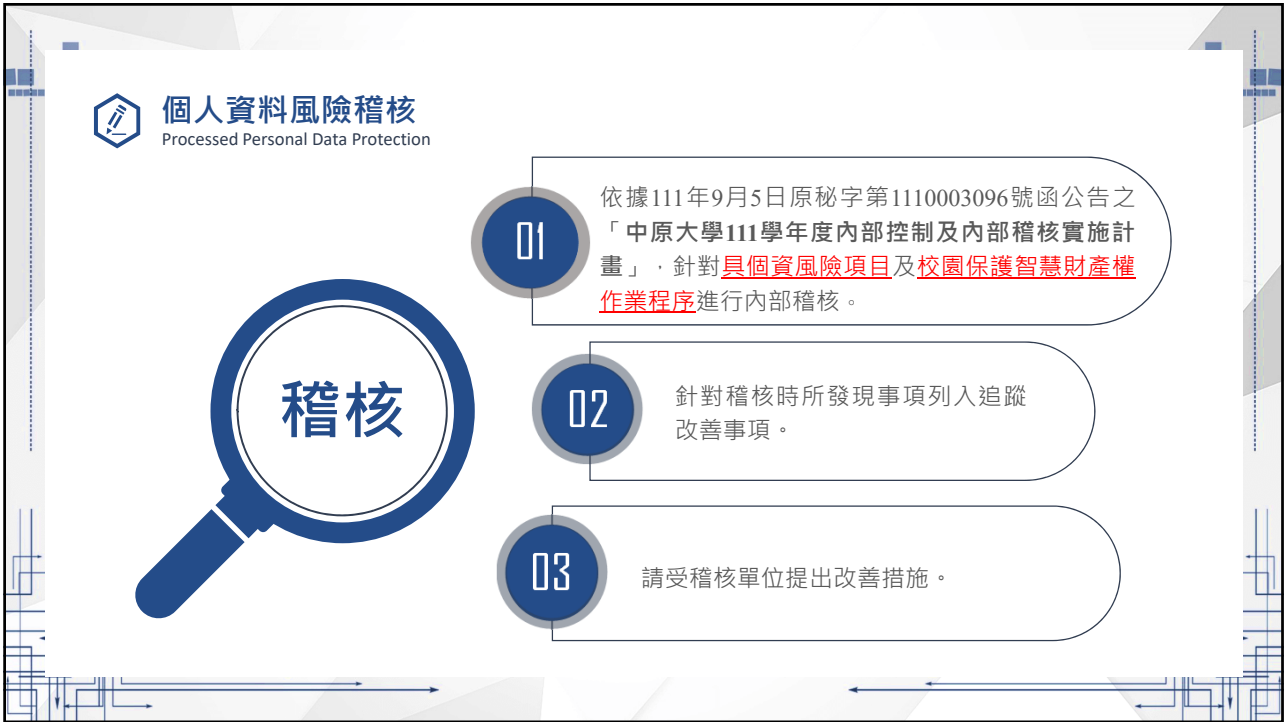 個人資料風險稽核
Processed Personal Data Protection
01
依據111年9月5日原秘字第1110003096號函公告之
「中原大學111學年度內部控制及內部稽核實施計
畫」，針對具個資風險項目及校園保護智慧財產權
作業程序進行內部稽核。
稽核
02
針對稽核時所發現事項列入追蹤
改善事項。
03
請受稽核單位提出改善措施。